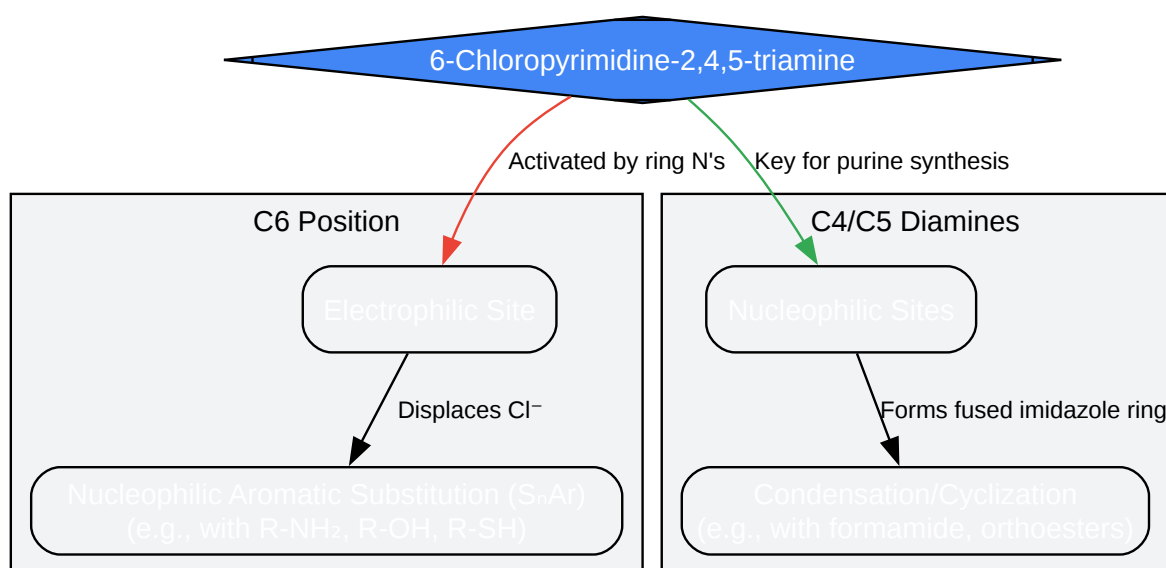 6-Chloropyrimidine-2,4,5-triamine
Activated by ring N's
Key for purine synthesis
C6 Position
C4/C5 Diamines
Electrophilic Site
Nucleophilic Sites
Displaces Cl⁻
Forms fused imidazole ring
Nucleophilic Aromatic Substitution (SₙAr)
(e.g., with R-NH₂, R-OH, R-SH)
Condensation/Cyclization
(e.g., with formamide, orthoesters)